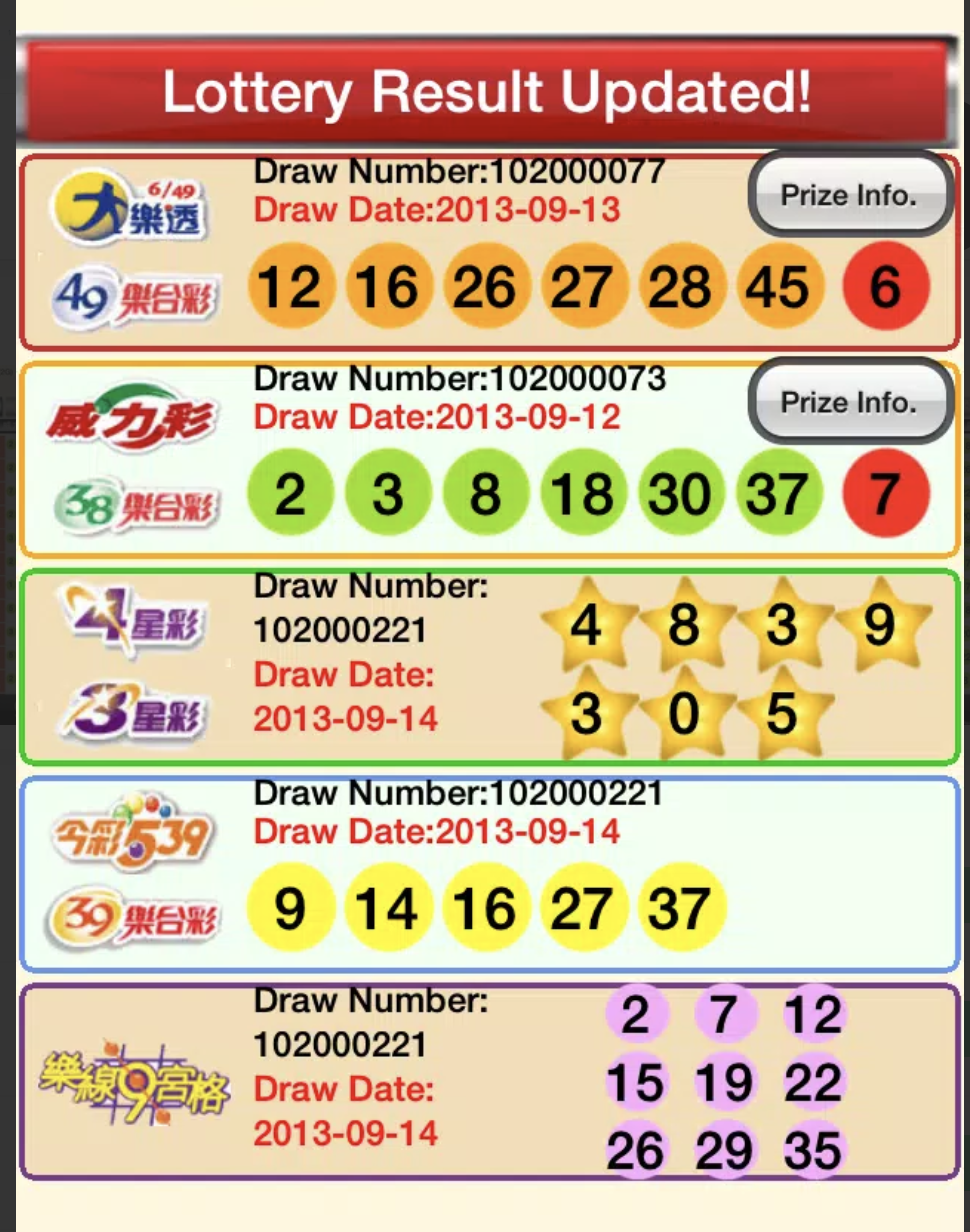 Lottery Result Updated!
6/49
大樂透
49 樂合彩
Draw Number:102000077
Draw Date:2013-09-13
Prize Info.
12 16 26 27 28 45 6
威力彩
38 樂合彩
Draw Number:102000073
Draw Date:2013-09-12
Prize Info.
2 3 8 18 30 37 7
4星彩
3星彩
Draw Number:
102000221
Draw Date:
2013-09-14
4 8 3 9
3 0 5
今彩539
39 樂合彩
Draw Number:102000221
Draw Date:2013-09-14
9 14 16 27 37
樂線9宮格
Draw Number:
102000221
Draw Date:
2013-09-14
2 7 12
15 19 22
26 29 35